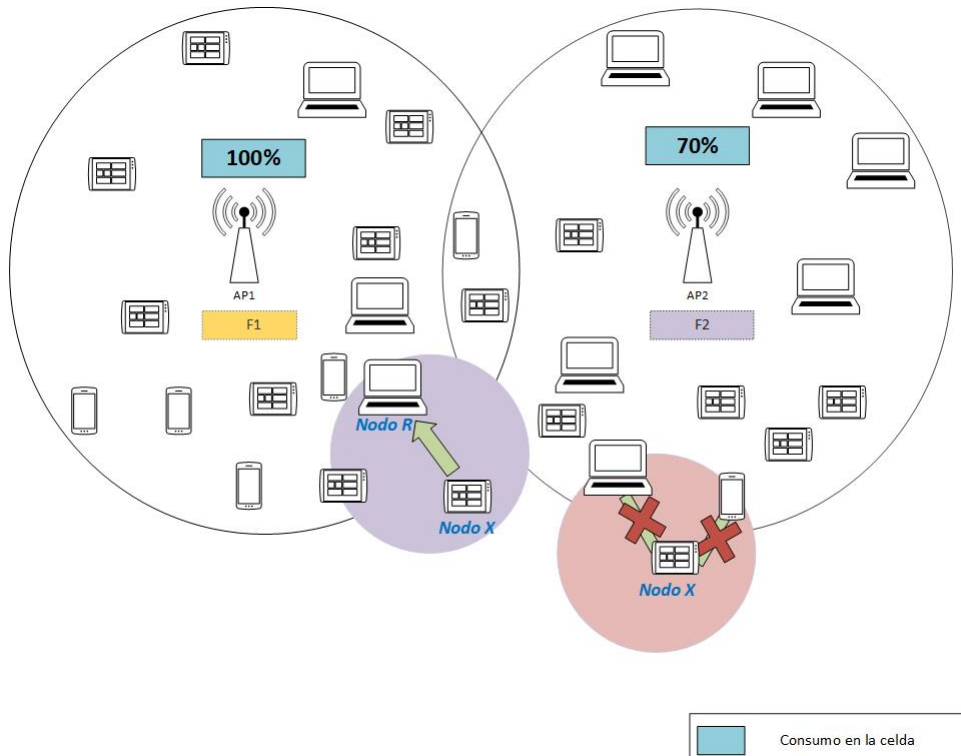 100%
70%
AP1
AP2
F1
F2
Nodo R
Nodo X
Nodo X
Consumo en la celda